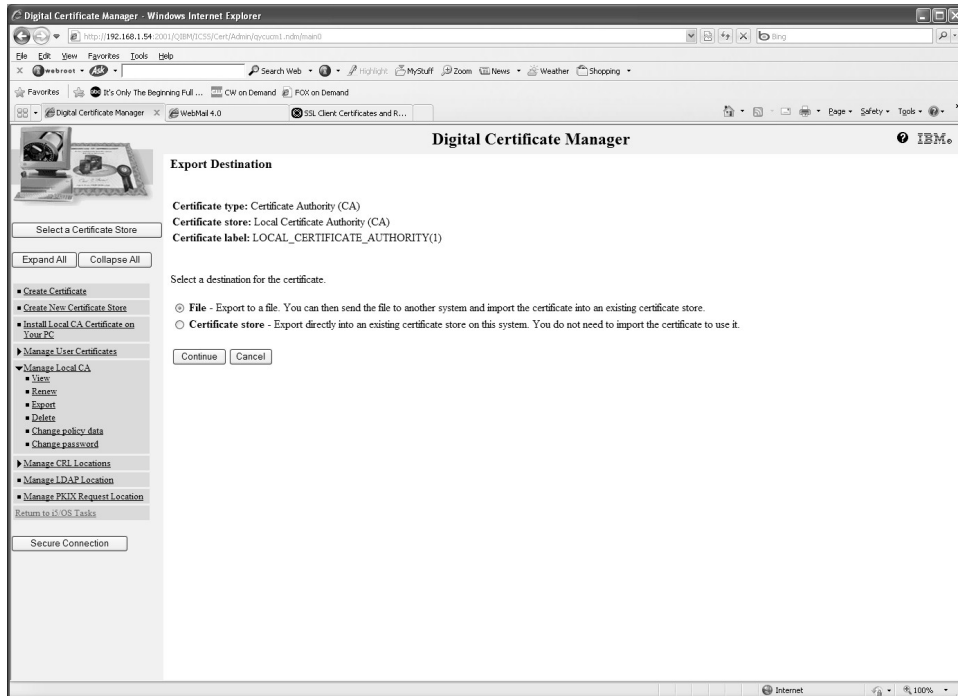 Digital Certificate Manager - Windows Internet Explorer
http://192.168.1.54:2001/QIBM/ICSS/Cert/Admin/qycucm1.ndm/main0
Bing
File Edit View Favorites Tools Help
webroot Ask Search Web Highlight MyStuff Zoom News Weather Shopping
Favorites It's Only The Beginning Full ... CW on Demand FOX on Demand
Digital Certificate Manager WebMail 4.0 SSL Client Certificates and R... Page Safety Tools
Digital Certificate Manager
IBM
Select a Certificate Store
Expand All Collapse All
Create Certificate
Create New Certificate Store
Install Local CA Certificate on
Your PC
Manage User Certificates
Manage Local CA
View
Renew
Export
Delete
Change policy data
Change password
Manage CRL Locations
Manage LDAP Location
Manage PKIX Request Location
Return to i5/OS Tasks
Secure Connection
Export Destination
Certificate type: Certificate Authority (CA)
Certificate store: Local Certificate Authority (CA)
Certificate label: LOCAL_CERTIFICATE_AUTHORITY(1)
Select a destination for the certificate.
File - Export to a file. You can then send the file to another system and import the certificate into an existing certificate store.
Certificate store - Export directly into an existing certificate store on this system. You do not need to import the certificate to use it.
Continue Cancel
Internet 100%